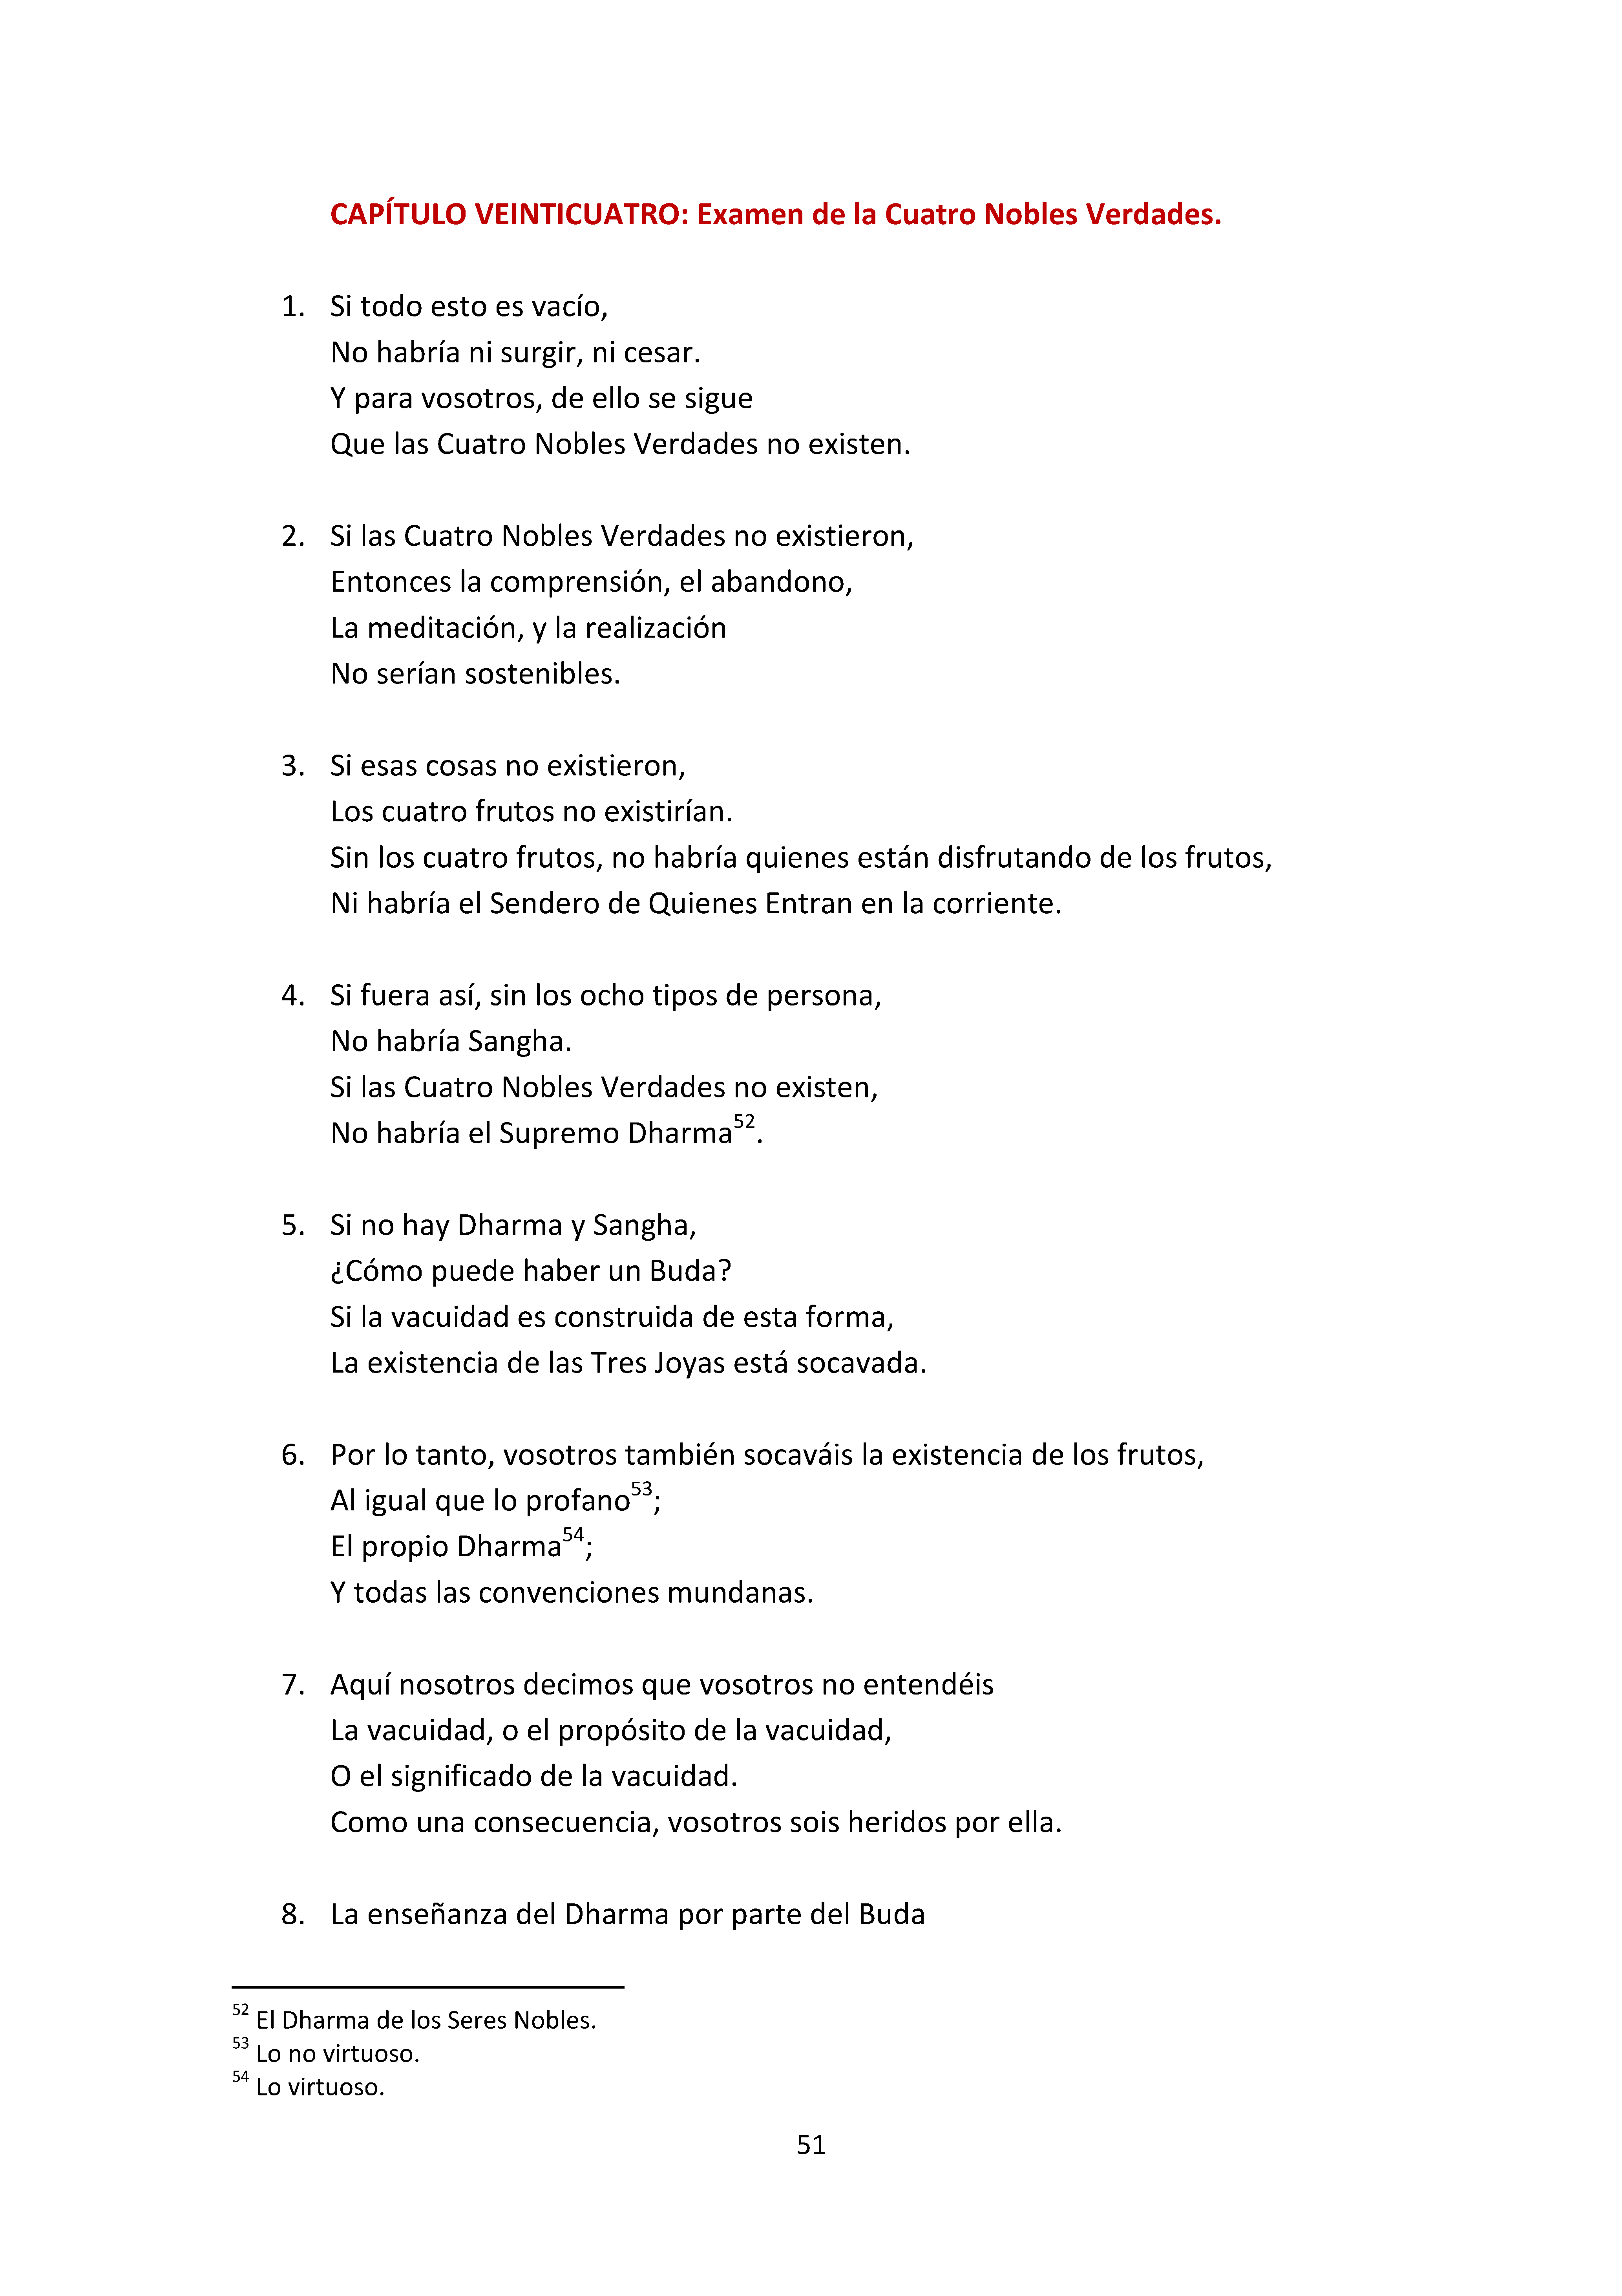 CAPÍTULO VEINTICUATRO: Examen de la Cuatro Nobles Verdades.
1. Si todo esto es vacío,
No habría ni surgir, ni cesar.
Y para vosotros, de ello se sigue
Que las Cuatro Nobles Verdades no existen.
2. Si las Cuatro Nobles Verdades no existieron,
Entonces la comprensión, el abandono,
La meditación, y la realización
No serían sostenibles.
3. Si esas cosas no existieron,
Los cuatro frutos no existirían.
Sin los cuatro frutos, no habría quienes están disfrutando de los frutos,
Ni habría el Sendero de Quienes Entran en la corriente.
4. Si fuera así, sin los ocho tipos de persona,
No habría Sangha.
Si las Cuatro Nobles Verdades no existen,
No habría el Supremo Dharma52.
5. Si no hay Dharma y Sangha,
¿Cómo puede haber un Buda?
Si la vacuidad es construida de esta forma,
La existencia de las Tres Joyas está socavada.
6. Por lo tanto, vosotros también socaváis la existencia de los frutos,
Al igual que lo profano53;
El propio Dharma54;
Y todas las convenciones mundanas.
7. Aquí nosotros decimos que vosotros no entendéis
La vacuidad, o el propósito de la vacuidad,
O el significado de la vacuidad.
Como una consecuencia, vosotros sois heridos por ella.
8. La enseñanza del Dharma por parte del Buda
52 El Dharma de los Seres Nobles.
53 Lo no virtuoso.
54 Lo virtuoso.
51